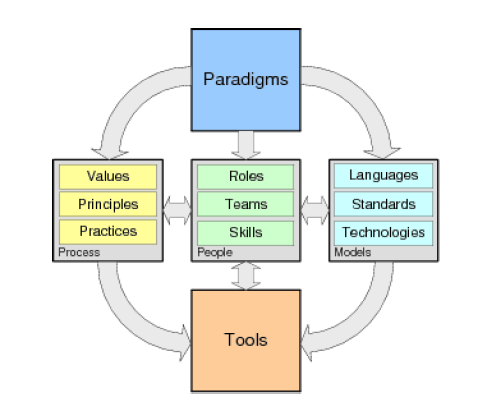 Paradigms
Values
Principles
Practices
Process
Roles
Teams
Skills
People
Languages
Standards
Technologies
Models
Tools